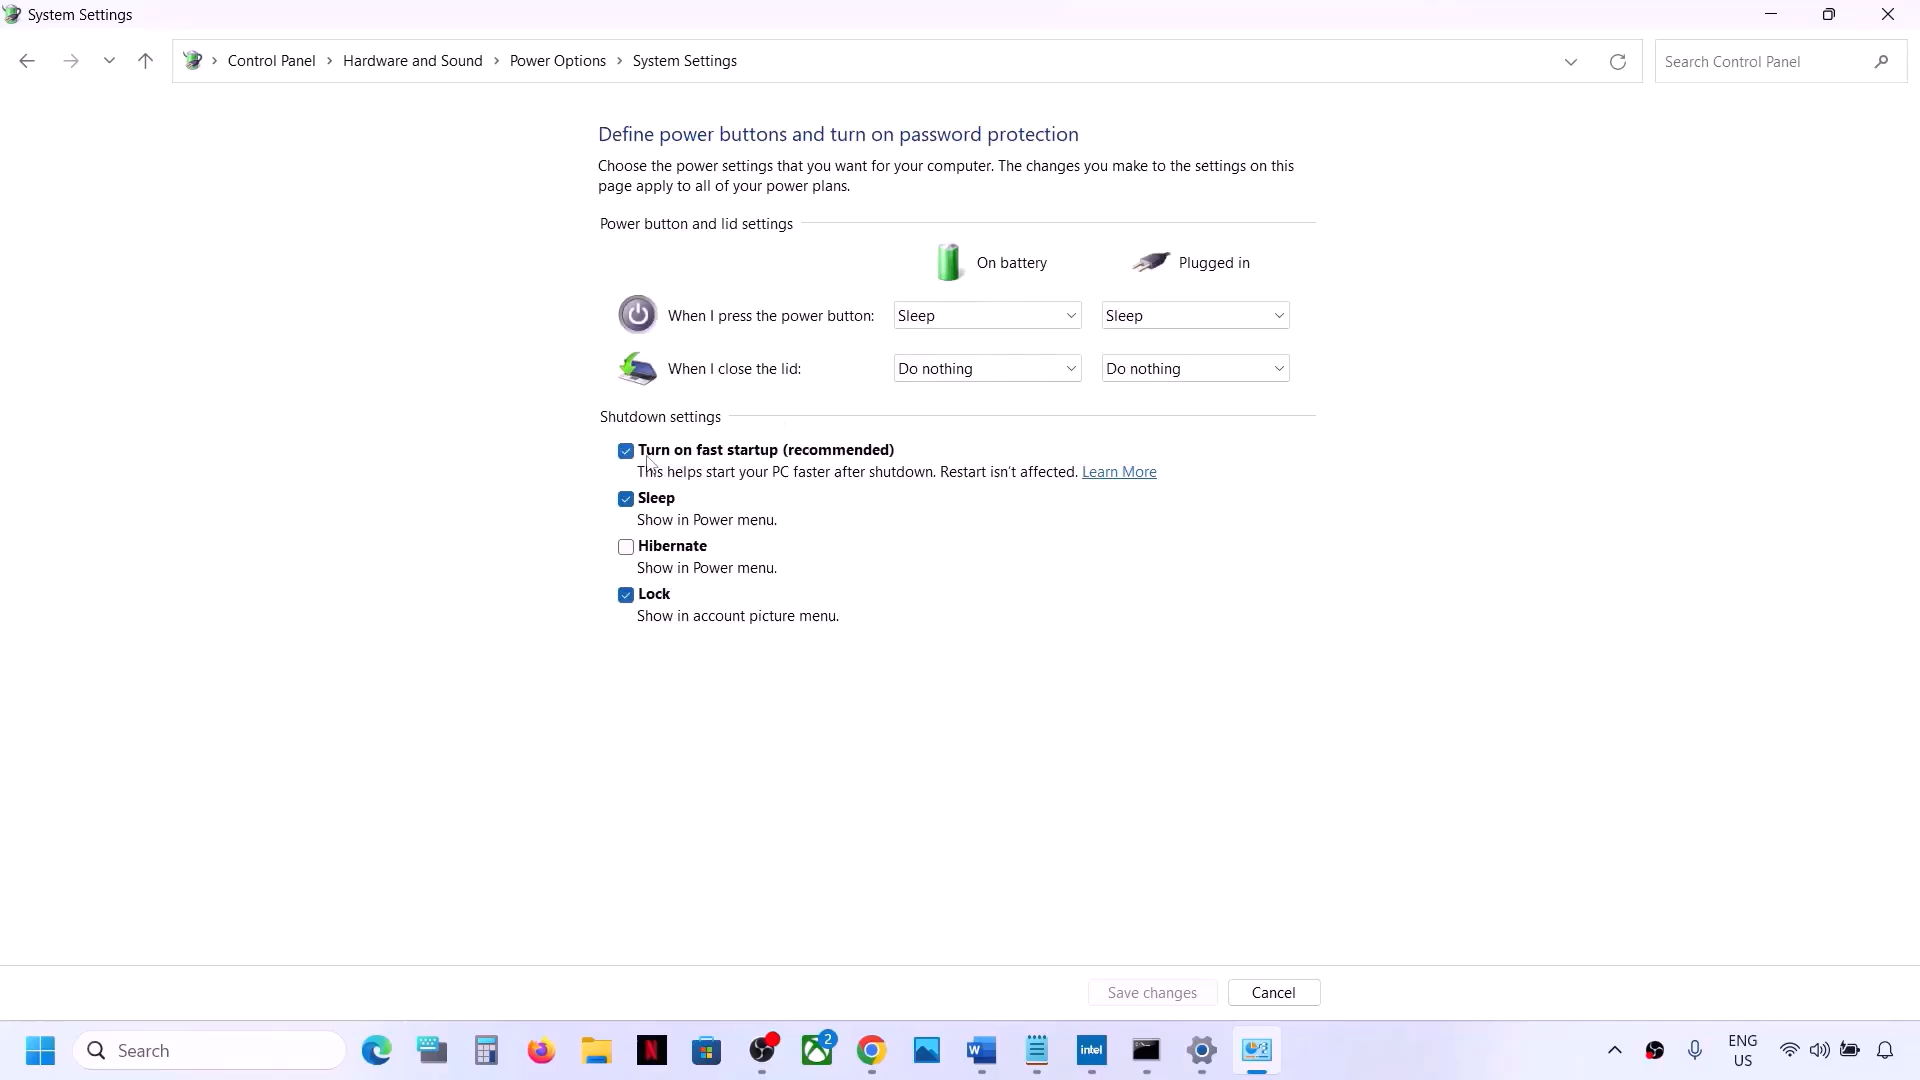 System Settings
Control Panel > Hardware and Sound > Power Options > System Settings
Search Control Panel
Define power buttons and turn on password protection
Choose the power settings that you want for your computer. The changes you make to the settings on this
page apply to all of your power plans.
Power button and lid settings
On battery Plugged in
When I press the power button: Sleep Sleep
When I close the lid: Do nothing Do nothing
Shutdown settings
Turn on fast startup (recommended)
This helps start your PC faster after shutdown. Restart isn't affected. Learn More
Sleep
Show in Power menu.
Hibernate
Show in Power menu.
Lock
Show in account picture menu.
Save changes Cancel
Search N 2 W intel ENG
US